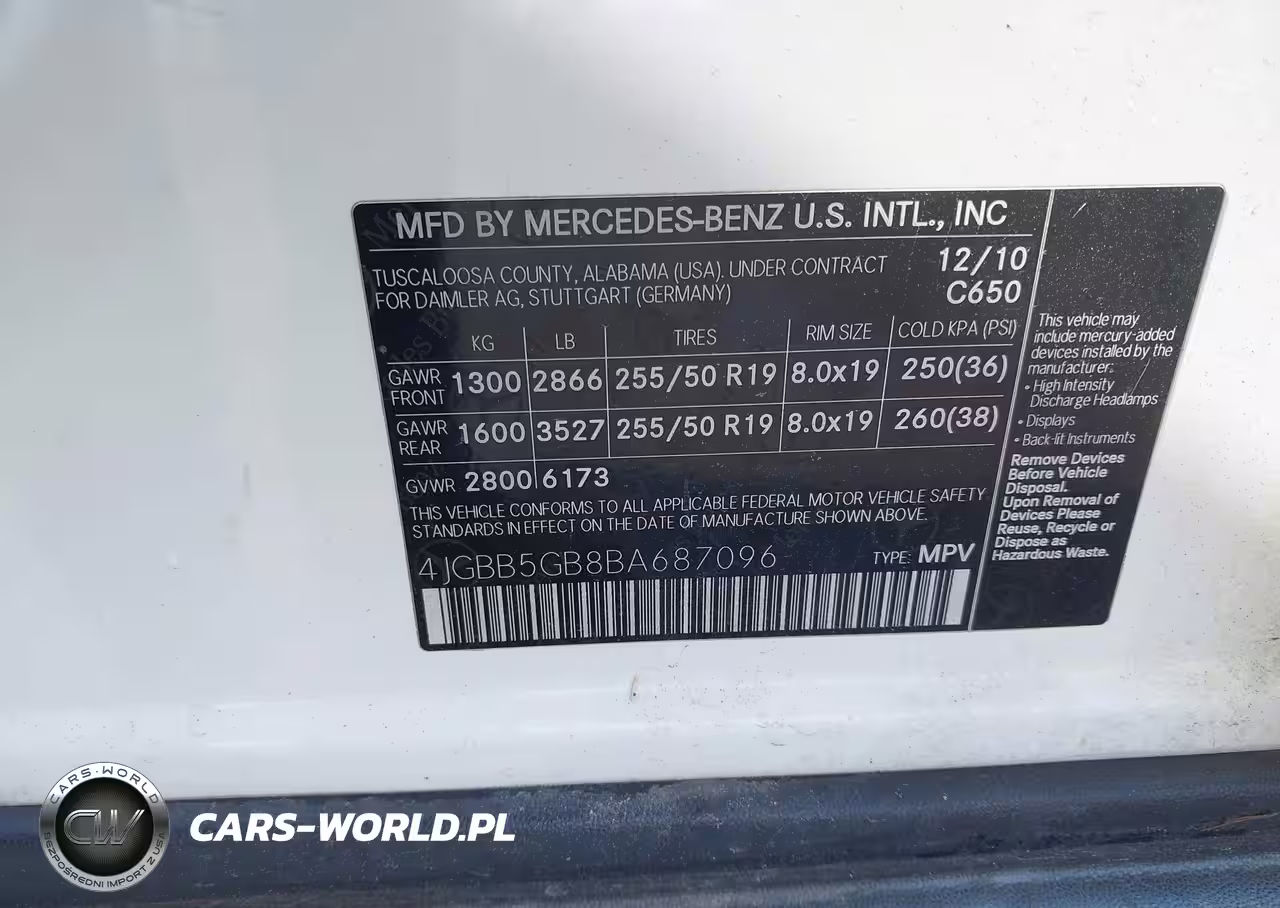 MFD BY MERCEDES-BENZ U.S. INTL., INC
TUSCALOOSA COUNTY, ALABAMA (USA). UNDER CONTRACT
FOR DAIMLER AG, STUTTGART (GERMANY)
12/10
C650
KG LB TIRES RIM SIZE COLD KPA (PSI)
GAWR FRONT 1300 2866 255/50 R19 8.0x19 250(36)
GAWR REAR 1600 3527 255/50 R19 8.0x19 260(38)
GVWR 2800 6173
THIS VEHICLE CONFORMS TO ALL APPLICABLE FEDERAL MOTOR VEHICLE SAFETY
STANDARDS IN EFFECT ON THE DATE OF MANUFACTURE SHOWN ABOVE.
4JGBB5GB8BA687096 TYPE: MPV
This vehicle may
include mercury-added
devices installed by the
manufacturer:
• High Intensity
Discharge Headlamps
• Displays
• Back-lit Instruments
Remove Devices
Before Vehicle
Disposal.
Upon Removal of
Devices Please
Reuse, Recycle or
Dispose as
Hazardous Waste.
CARS-WORLD
CW
BEZPOŚREDNI IMPORT Z USA
CARS-WORLD.PL